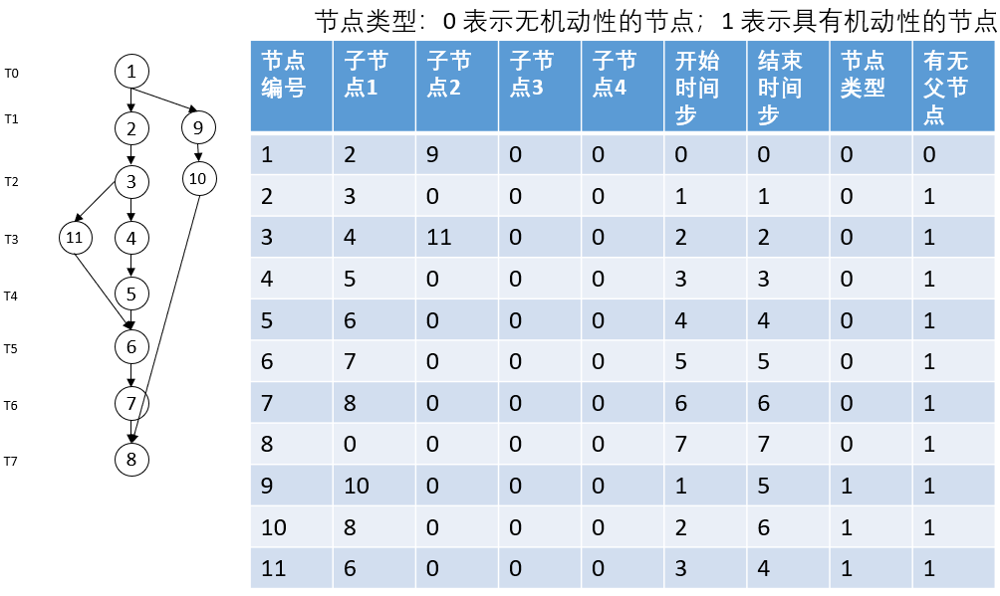 节点类型：0 表示无机动性的节点；1 表示具有机动性的节点
T0
T1
T2
T3
T4
T5
T6
T7
1
2
9
3
10
11
4
5
6
7
8
节点编号 子节点1 子节点2 子节点3 子节点4 开始时间步 结束时间步 节点类型 有无父节点
1 2 9 0 0 0 0 0 0
2 3 0 0 0 1 1 0 1
3 4 11 0 0 2 2 0 1
4 5 0 0 0 3 3 0 1
5 6 0 0 0 4 4 0 1
6 7 0 0 0 5 5 0 1
7 8 0 0 0 6 6 0 1
8 0 0 0 0 7 7 0 1
9 10 0 0 0 1 5 1 1
10 8 0 0 0 2 6 1 1
11 6 0 0 0 3 4 1 1